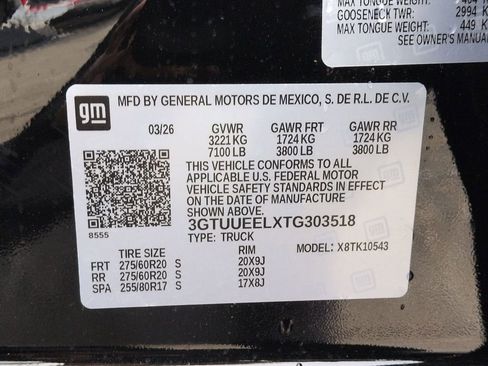 MAX TONGUE WEIGHT:
GOOSENECK TWR: 2994 K
MAX TONGUE WEIGHT: 449 K
SEE OWNER'S MANUA
gm
MFD BY GENERAL MOTORS DE MEXICO, S. DE R.L. DE C.V.
03/26 GVWR GAWR FRT GAWR RR
3221 KG 1724 KG 1724 KG
7100 LB 3800 LB 3800 LB
THIS VEHICLE CONFORMS TO ALL
APPLICABLE U.S. FEDERAL MOTOR
VEHICLE SAFETY STANDARDS IN EFFECT
ON THE DATE OF MANUFACTURE
SHOWN ABOVE.
3GTUUEELXTG303518
8555
TYPE: TRUCK MODEL: X8TK10543
TIRE SIZE RIM
FRT 275/60R20 S 20X9J
RR 275/60R20 S 20X9J
SPA 255/80R17 S 17X8J